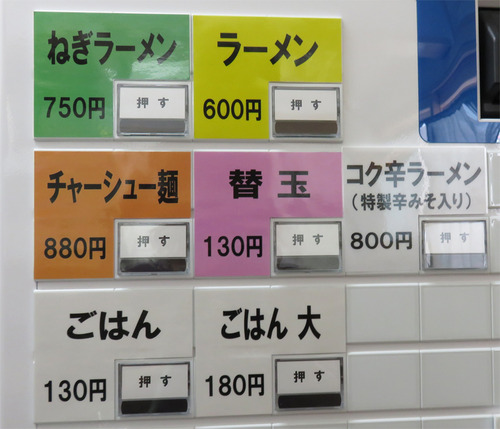 ねぎラーメン
750円 押す
ラーメン
600円 押す
チャーシュー麺
880円 押す
替玉
130円 押す
コク辛ラーメン
(特製辛みそ入り)
800円 押す
ごはん
130円 押す
ごはん 大
180円 押す